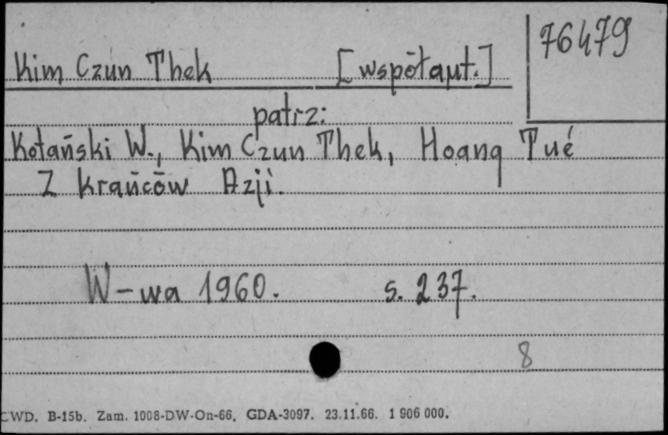 76479
Kim Czun Thek [współaut.]
patrz:
Kotański W., Kim Czun Thek, Hoang Tué
Z krańców Azji.
W-wa 1960. s. 237.
8
CWD. B-15b. Zam. 1008-DW-On-66. GDA-3097. 23.11.66. 1 906 000.